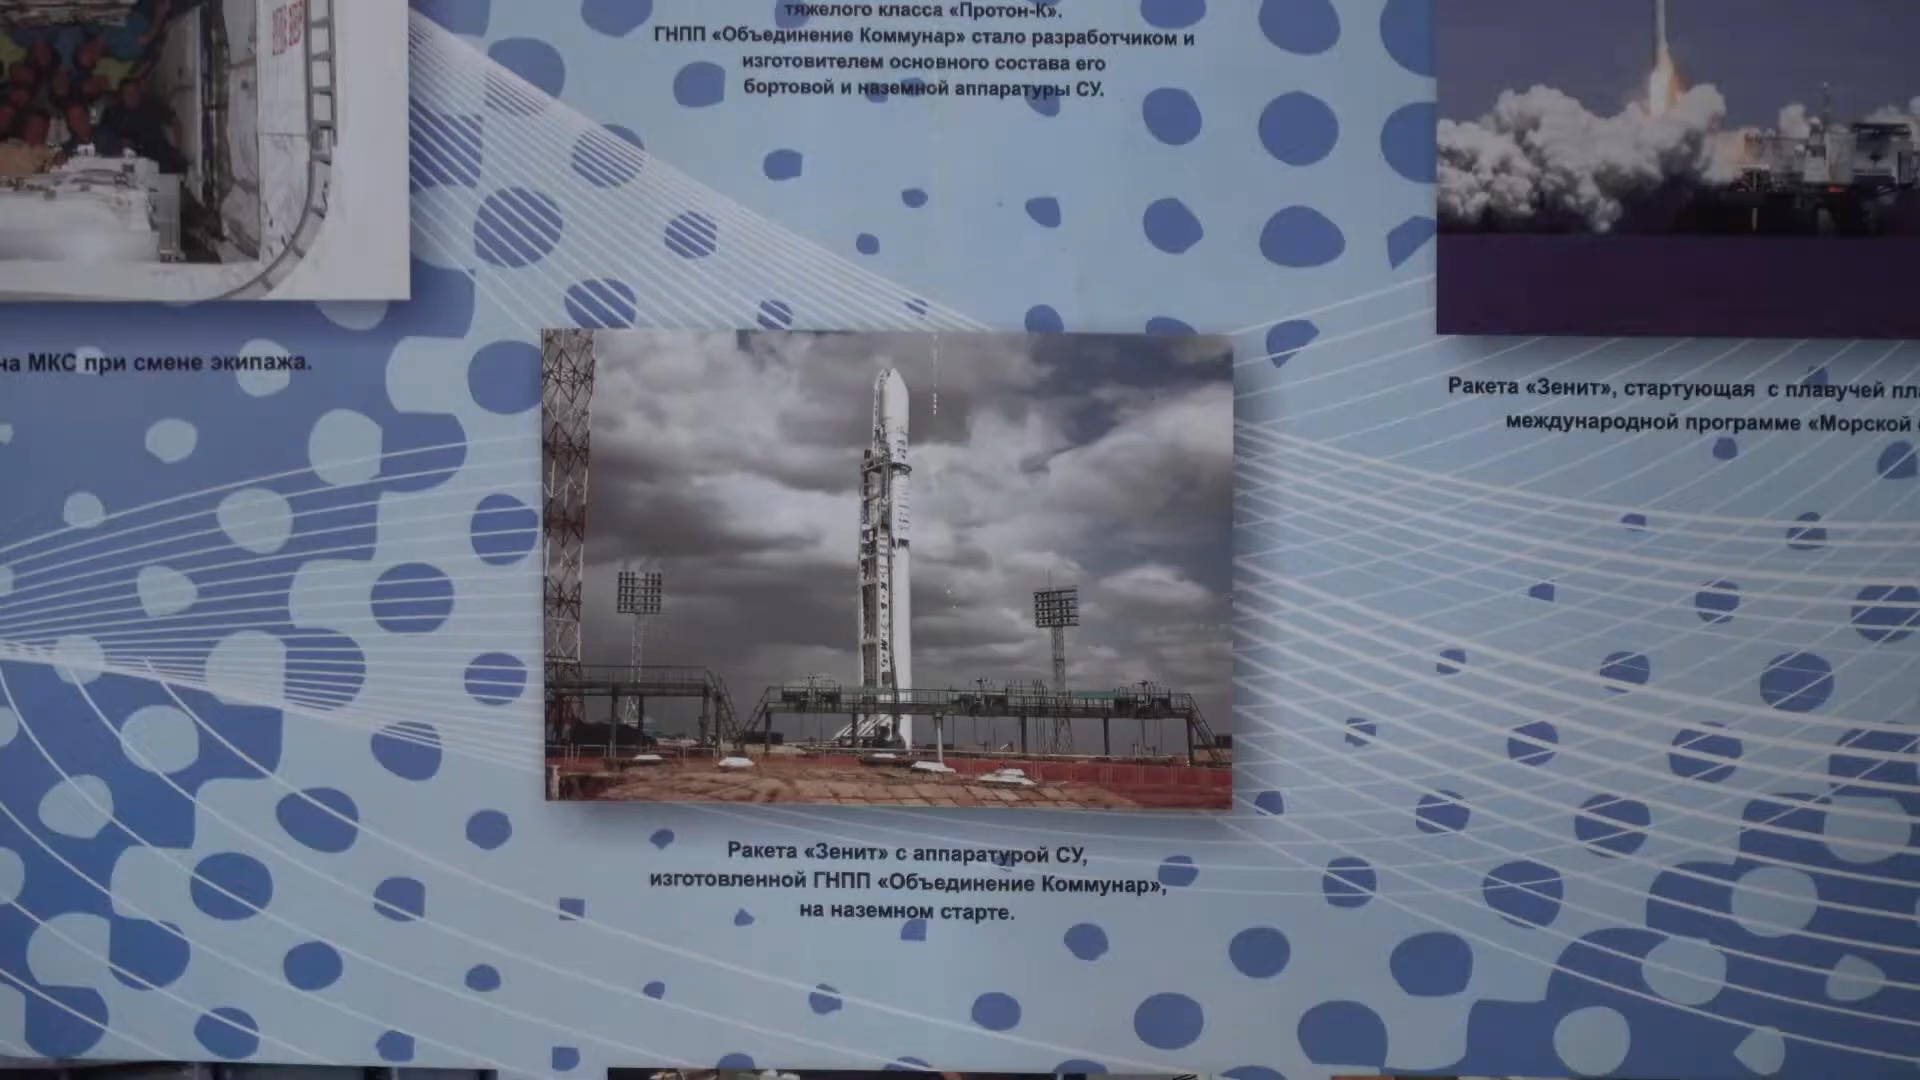 тяжелого класса «Протон-К».
ГНПП «Объединение Коммунар» стало разработчиком и
изготовителем основного состава его
бортовой и наземной аппаратуры СУ.
на МКС при смене экипажа.
Ракета «Зенит», стартующая с плавучей
международной программе «Морской
Ракета «Зенит» с аппаратурой СУ,
изготовленной ГНПП «Объединение Коммунар»,
на наземном старте.